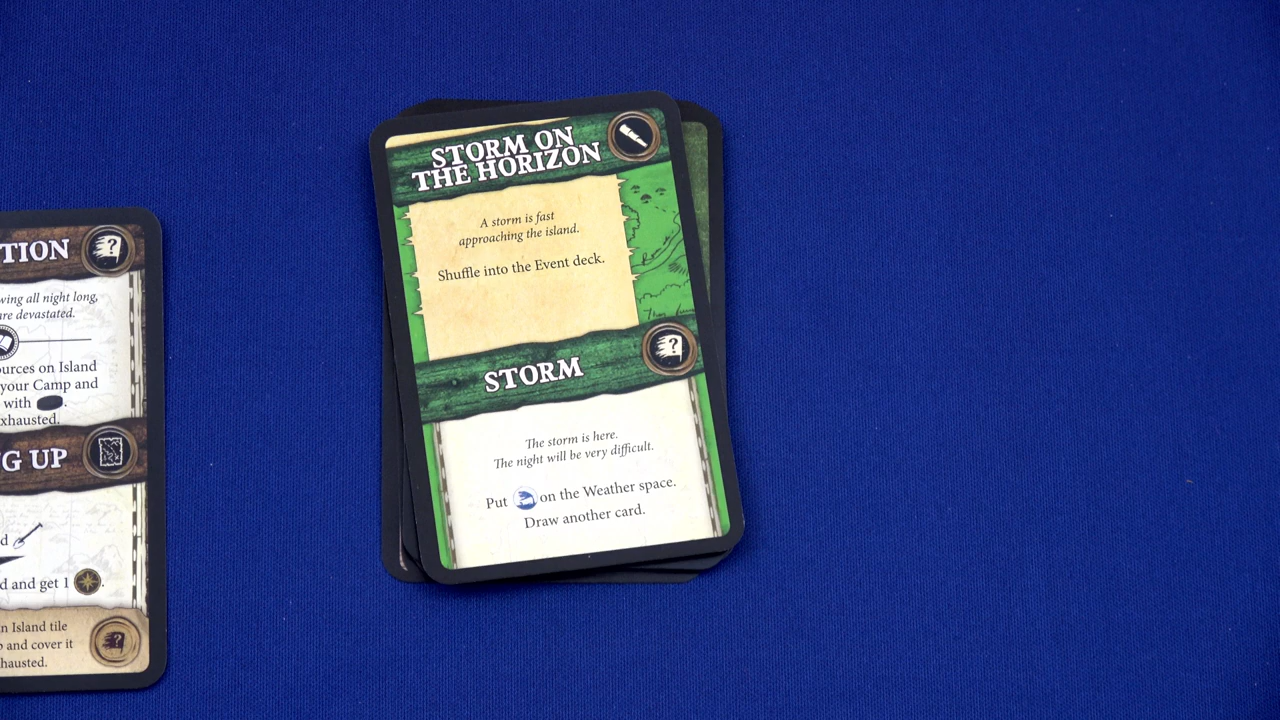 TION
wing all night long,
are devastated.
ources on Island
your Camp and
with
xhausted.
G UP
d
d and get 1
n Island tile
and cover it
hausted.
STORM ON
THE HORIZON
A storm is fast
approaching the island.
Shuffle into the Event deck.
STORM
The storm is here.
The night will be very difficult.
Put on the Weather space.
Draw another card.